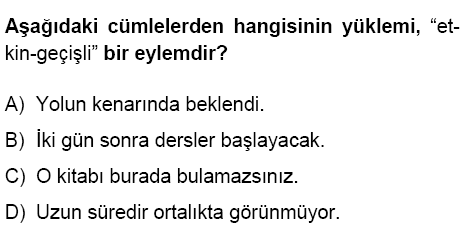 Aşağıdaki cümlelerden hangisinin yüklemi, “et-
kin-geçişli” bir eylemdir?
A) Yolun kenarında beklendi.
B) İki gün sonra dersler başlayacak.
C) O kitabı burada bulamazsınız.
D) Uzun süredir ortalıkta görünmüyor.